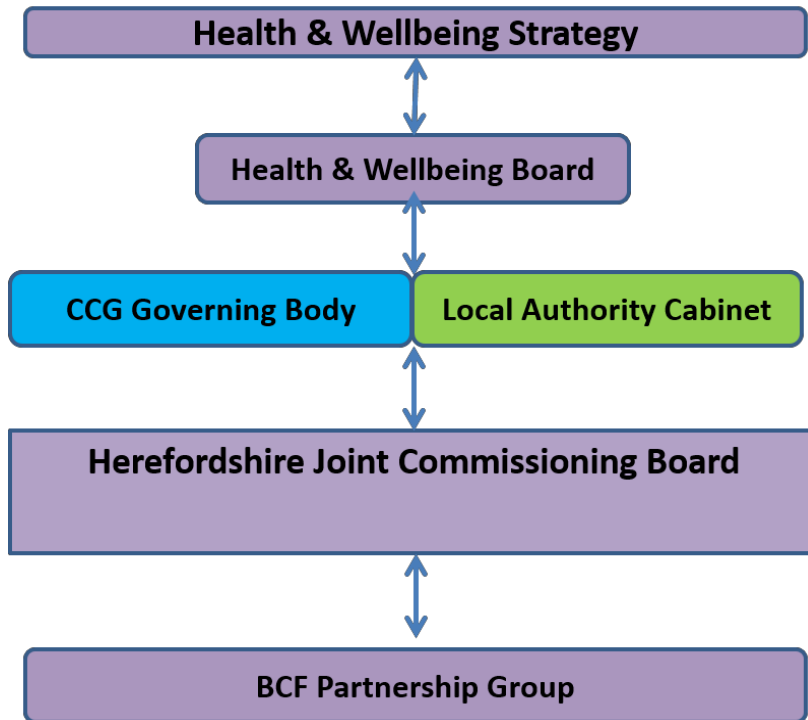 Health & Wellbeing Strategy
Health & Wellbeing Board
CCG Governing Body
Local Authority Cabinet
Herefordshire Joint Commissioning Board
BCF Partnership Group